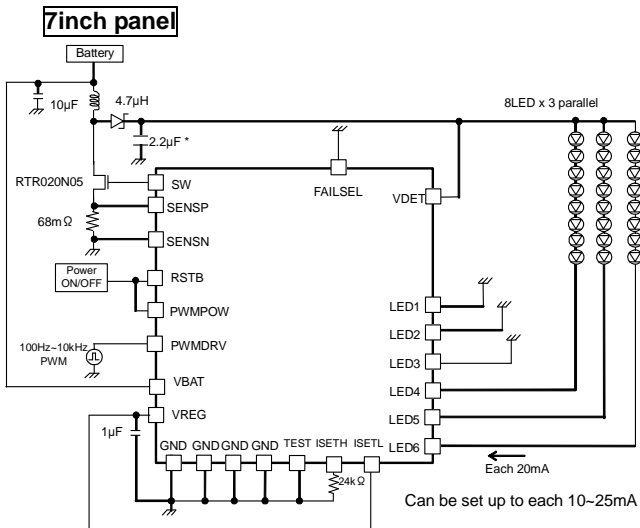 7inch panel
Battery
10μF
4.7μH
8LED x 3 parallel
2.2μF *
RTR020N05
SW
FAILSEL
VDET
SENSP
68mΩ
SENSN
Power
ON/OFF
RSTB
PWMPOW
LED1
LED2
100Hz~10kHz
PWM
PWMDRV
LED3
VBAT
LED4
VREG
LED5
1μF
GND GND GND GND TEST ISETH ISETL
LED6
Each 20mA
24kΩ
Can be set up to each 10~25mA